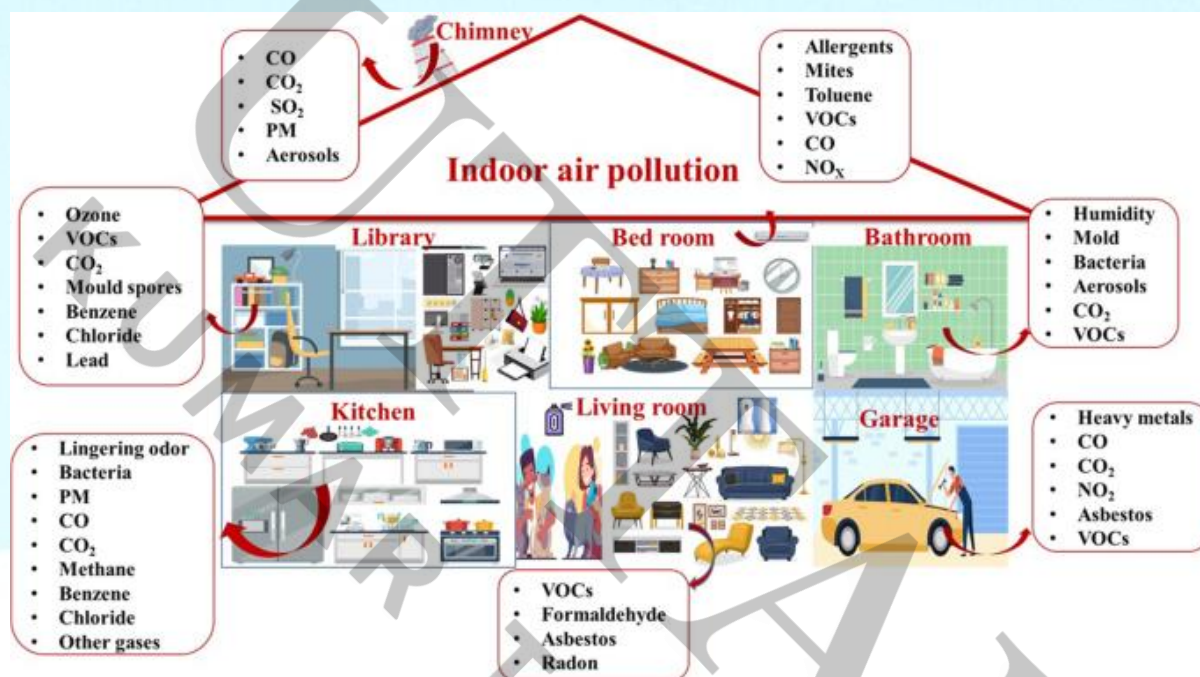 Chimney
• CO
• CO₂
• SO₂
• PM
• Aerosols
• Allergents
• Mites
• Toluene
• VOCs
• CO
• NOX
Indoor air pollution
• Ozone
• VOCs
• CO₂
• Mould spores
• Benzene
• Chloride
• Lead
Library
Bed room
Bathroom
• Humidity
• Mold
• Bacteria
• Aerosols
• CO₂
• VOCs
Kitchen
Living room
Garage
• Lingering odor
• Bacteria
• PM
• CO
• CO₂
• Methane
• Benzene
• Chloride
• Other gases
• VOCs
• Formaldehyde
• Asbestos
• Radon
• Heavy metals
• CO
• CO₂
• NO₂
• Asbestos
• VOCs
KUMAR